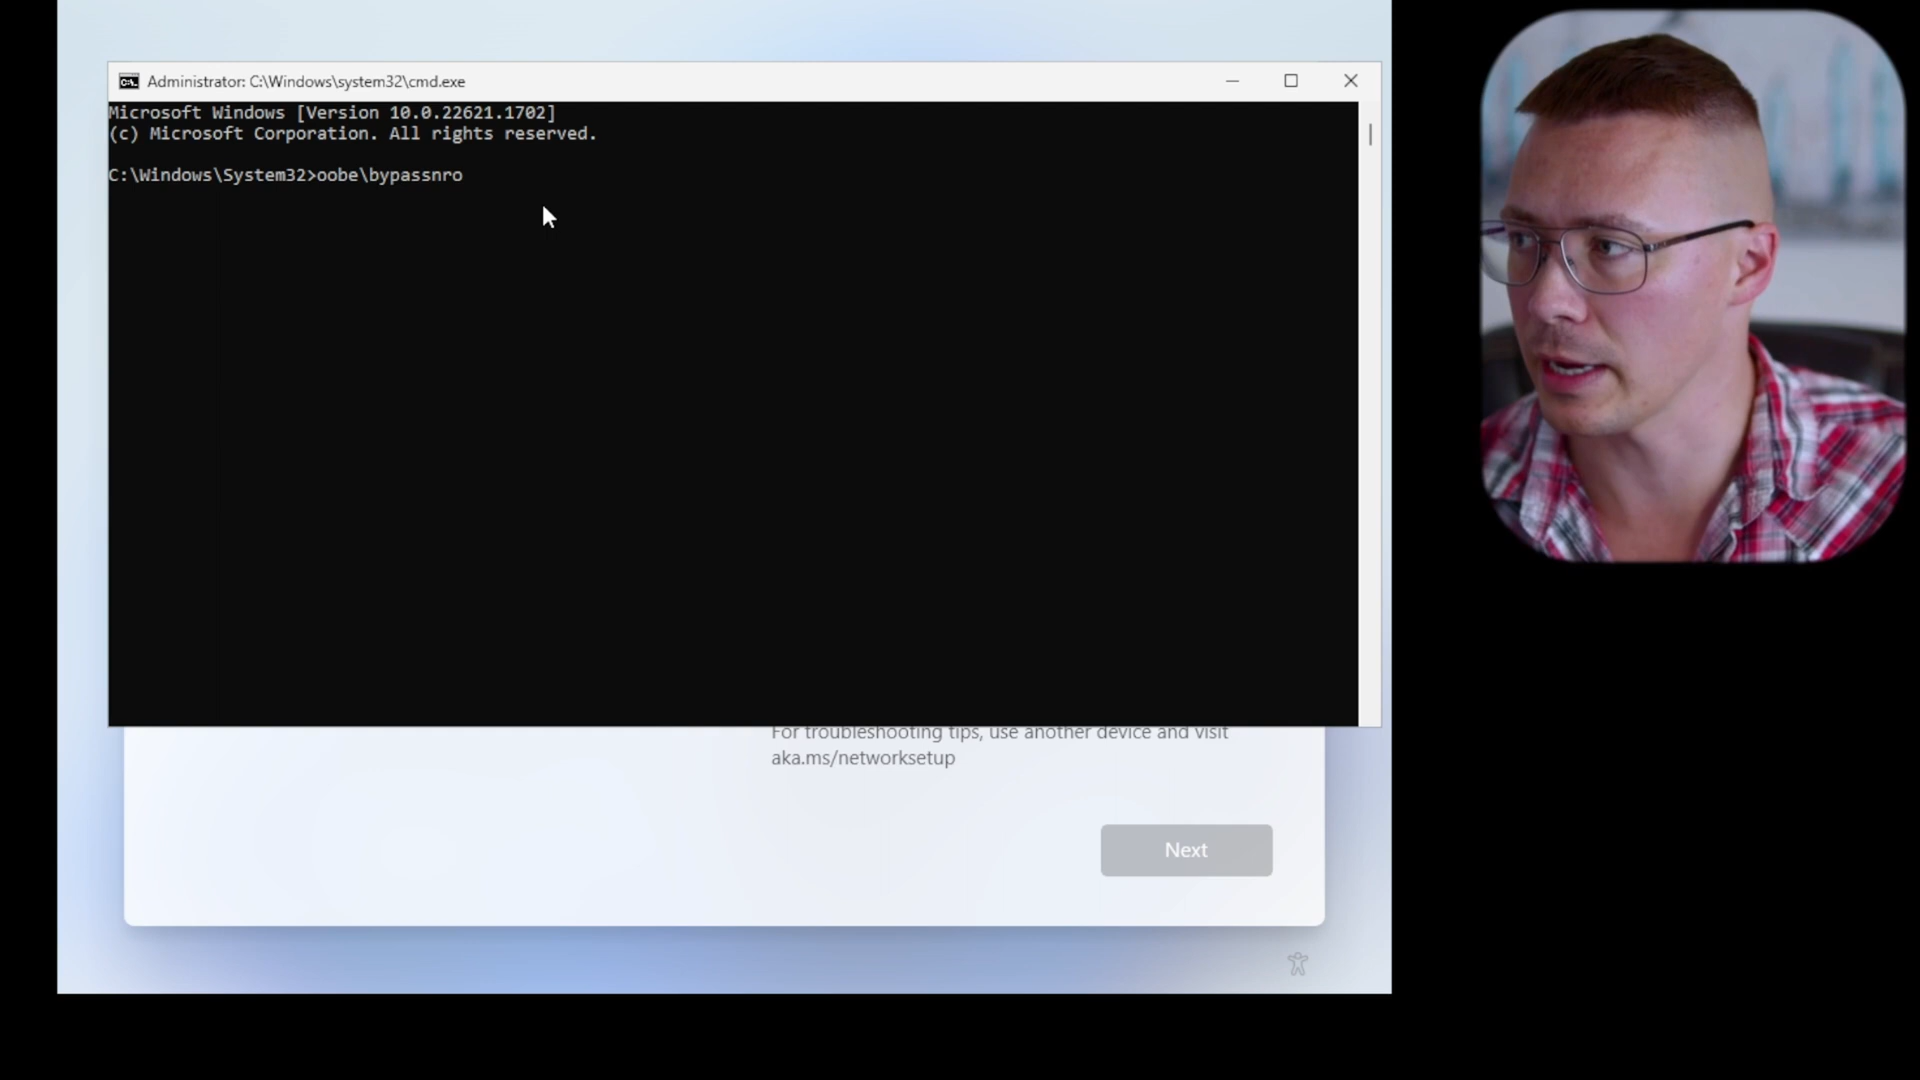 Administrator: C:\Windows\system32\cmd.exe
Microsoft Windows [Version 10.0.22621.1702]
(c) Microsoft Corporation. All rights reserved.
C:\Windows\System32>oobe\bypassnro
For troubleshooting tips, use another device and visit
aka.ms/networksetup
Next